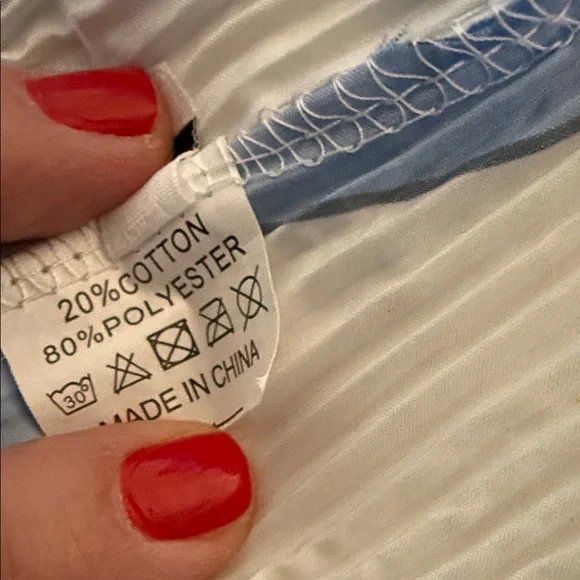 20%COTTON
80%POLYESTER
30°
MADE IN CHINA